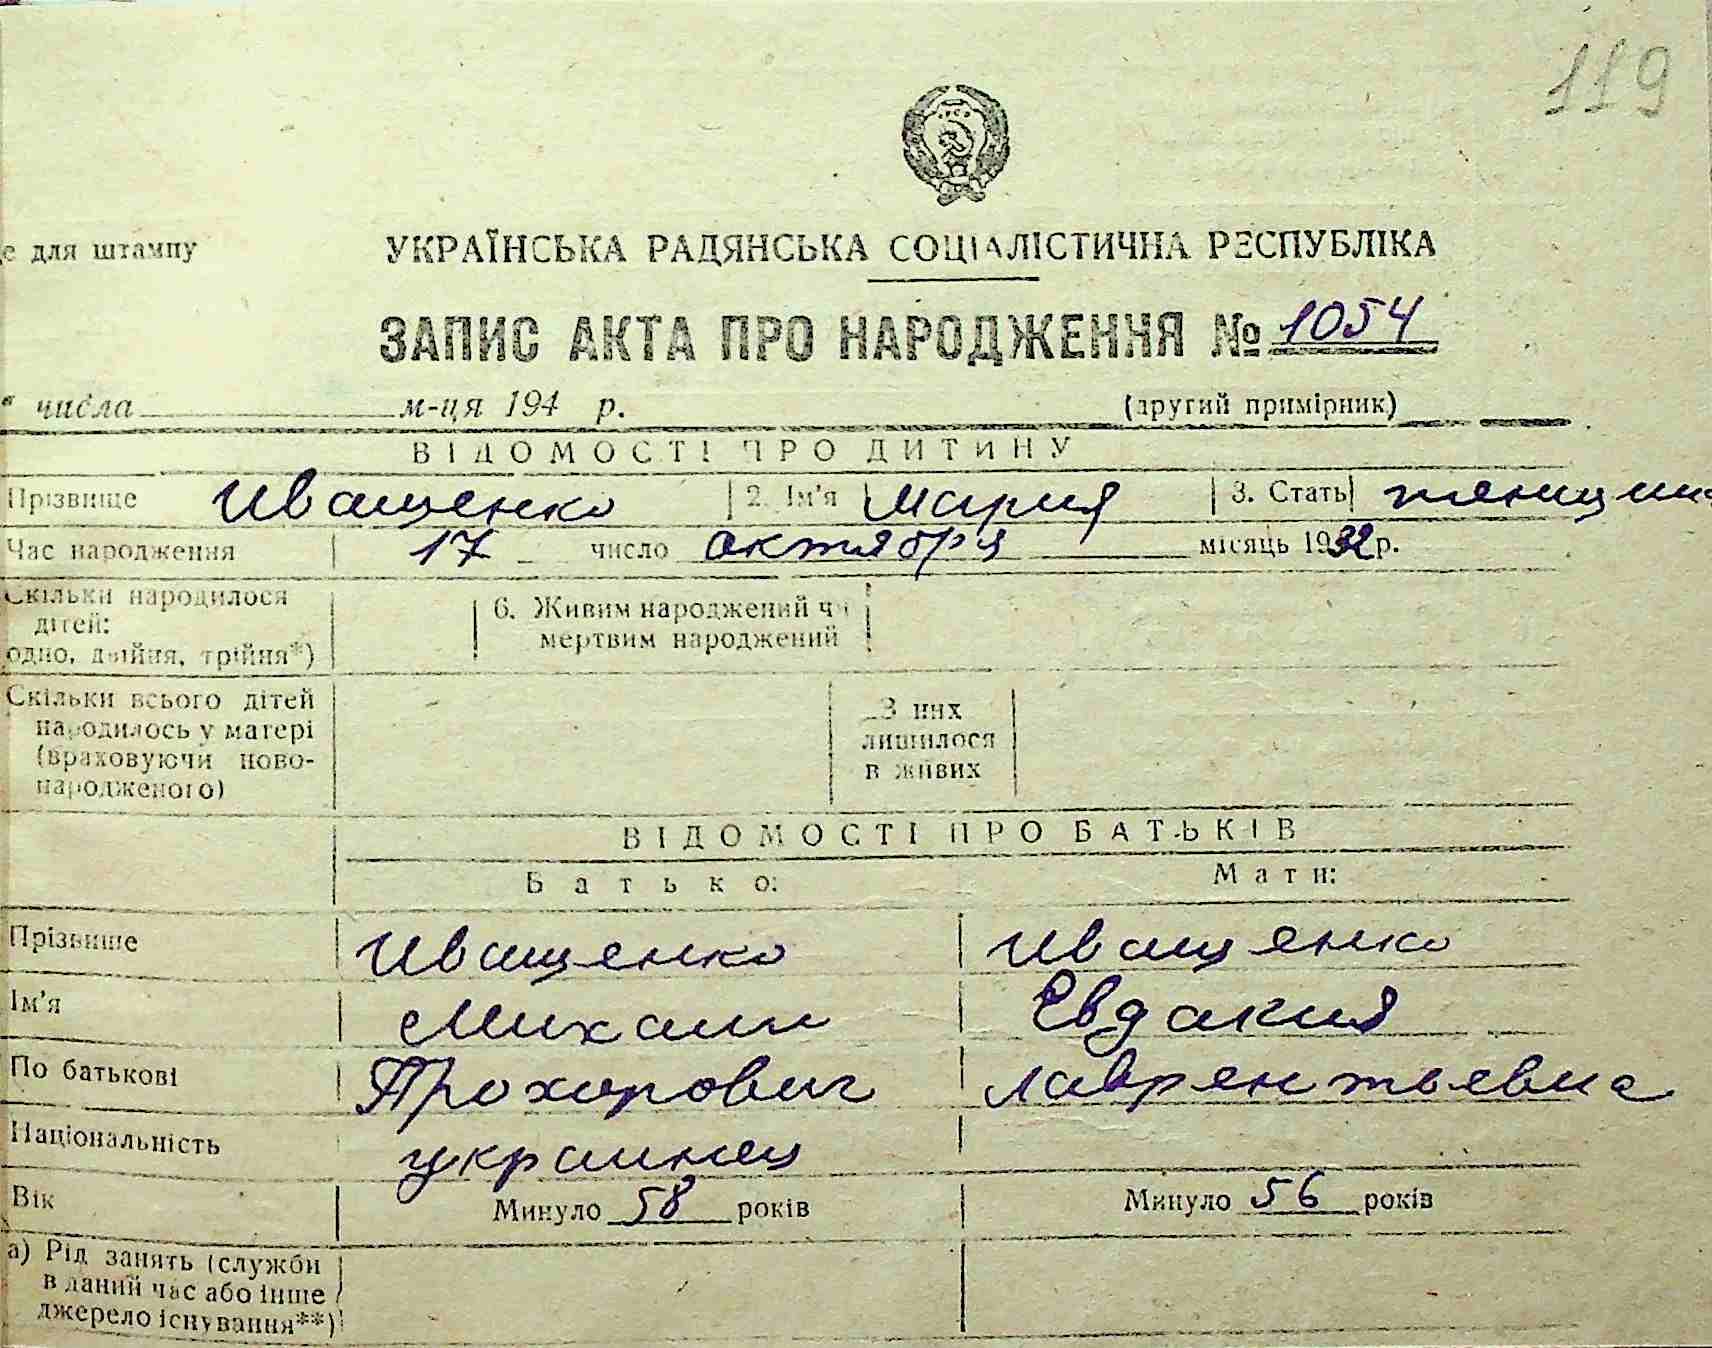 119
е для штампу
УКРАЇНСЬКА РАДЯНСЬКА СОЦІАЛІСТИЧНА РЕСПУБЛІКА
ЗАПИС АКТА ПРО НАРОДЖЕННЯ № 1054
" числа м-ця 194 р. (другий примірник)
ВІДОМОСТІ ПРО ДИТИНУ
Прізвище Иващенко 2. Ім'я Мария 3. Стать
Час народження 17 число октября місяць 1932 р.
Скільки народилося дітей: одно, двійня, трійня*)
6. Живим народжений чи мертвим народжений
Скільки всього дітей народилось у матері (враховуючи новонародженого)
З них лишилося в живих
ВІДОМОСТІ ПРО БАТЬКІВ
Батько: Мати:
Прізвище Иващенко Иващенко
Ім'я Михаил Евдакия
По батькові Прохорович Лаврентьевна
Національність украинец
Вік Минуло 58 років Минуло 56 років
а) Рід занять (служби в даний час або інше джерело існування**)